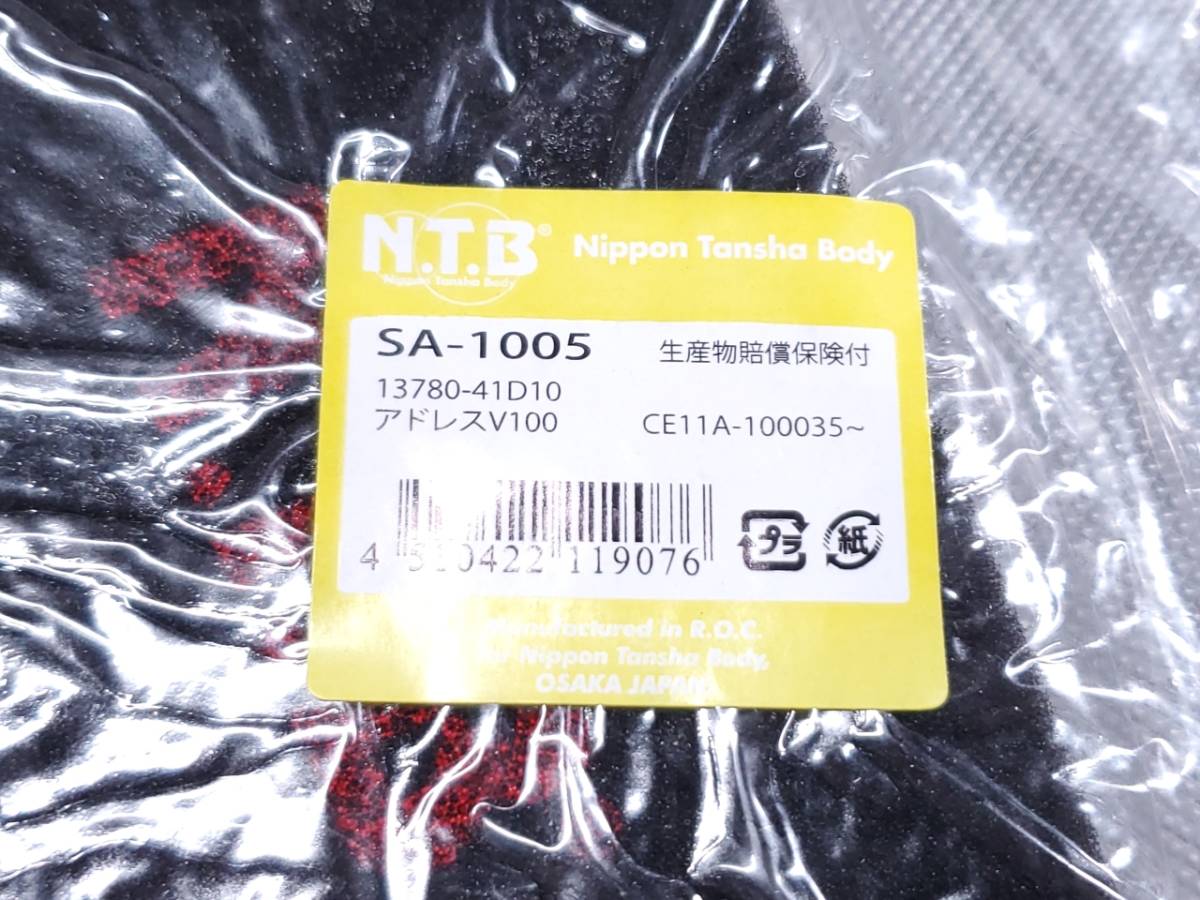 N.T.B® Nippon Tansha Body
Nippon Tansha Body
SA-1005 生産物賠償保険付
13780-41D10
アドレスV100 CE11A-100035~
4 510422 119076
プラ 紙
Manufactured in R.O.C.
for Nippon Tansha Body,
OSAKA JAPAN.